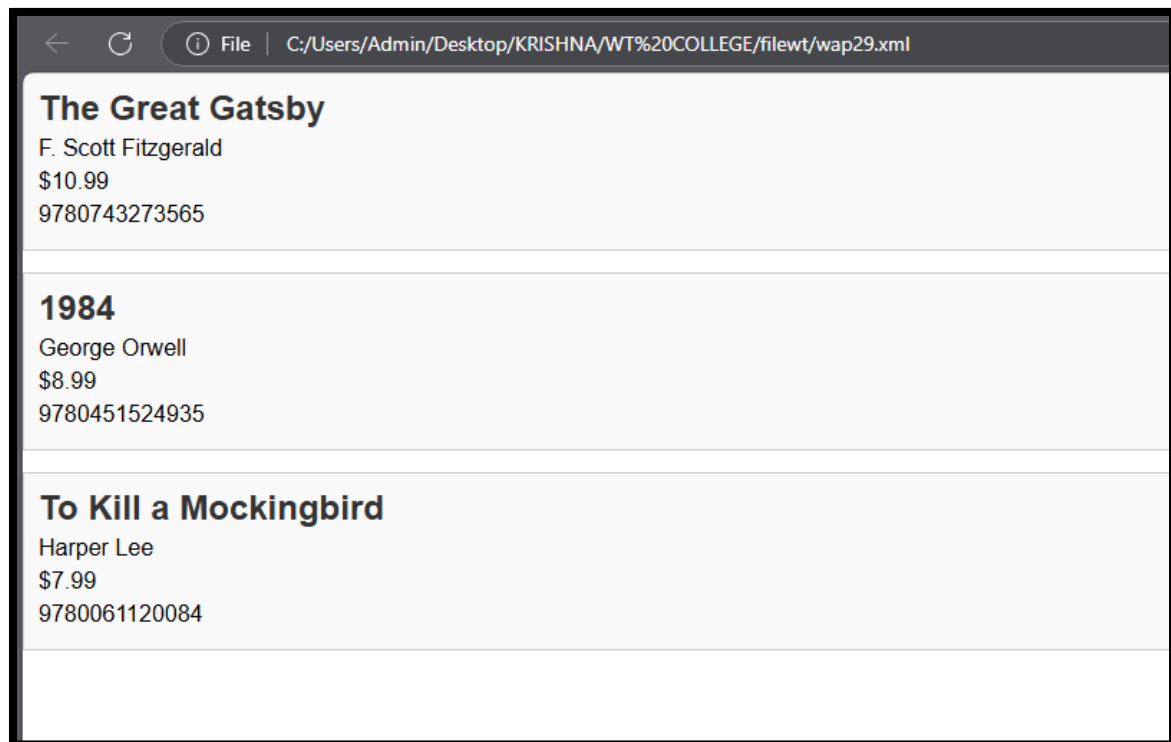 File C:/Users/Admin/Desktop/KRISHNA/WT%20COLLEGE/filewt/wap29.xml
The Great Gatsby
F. Scott Fitzgerald
$10.99
9780743273565
1984
George Orwell
$8.99
9780451524935
To Kill a Mockingbird
Harper Lee
$7.99
9780061120084